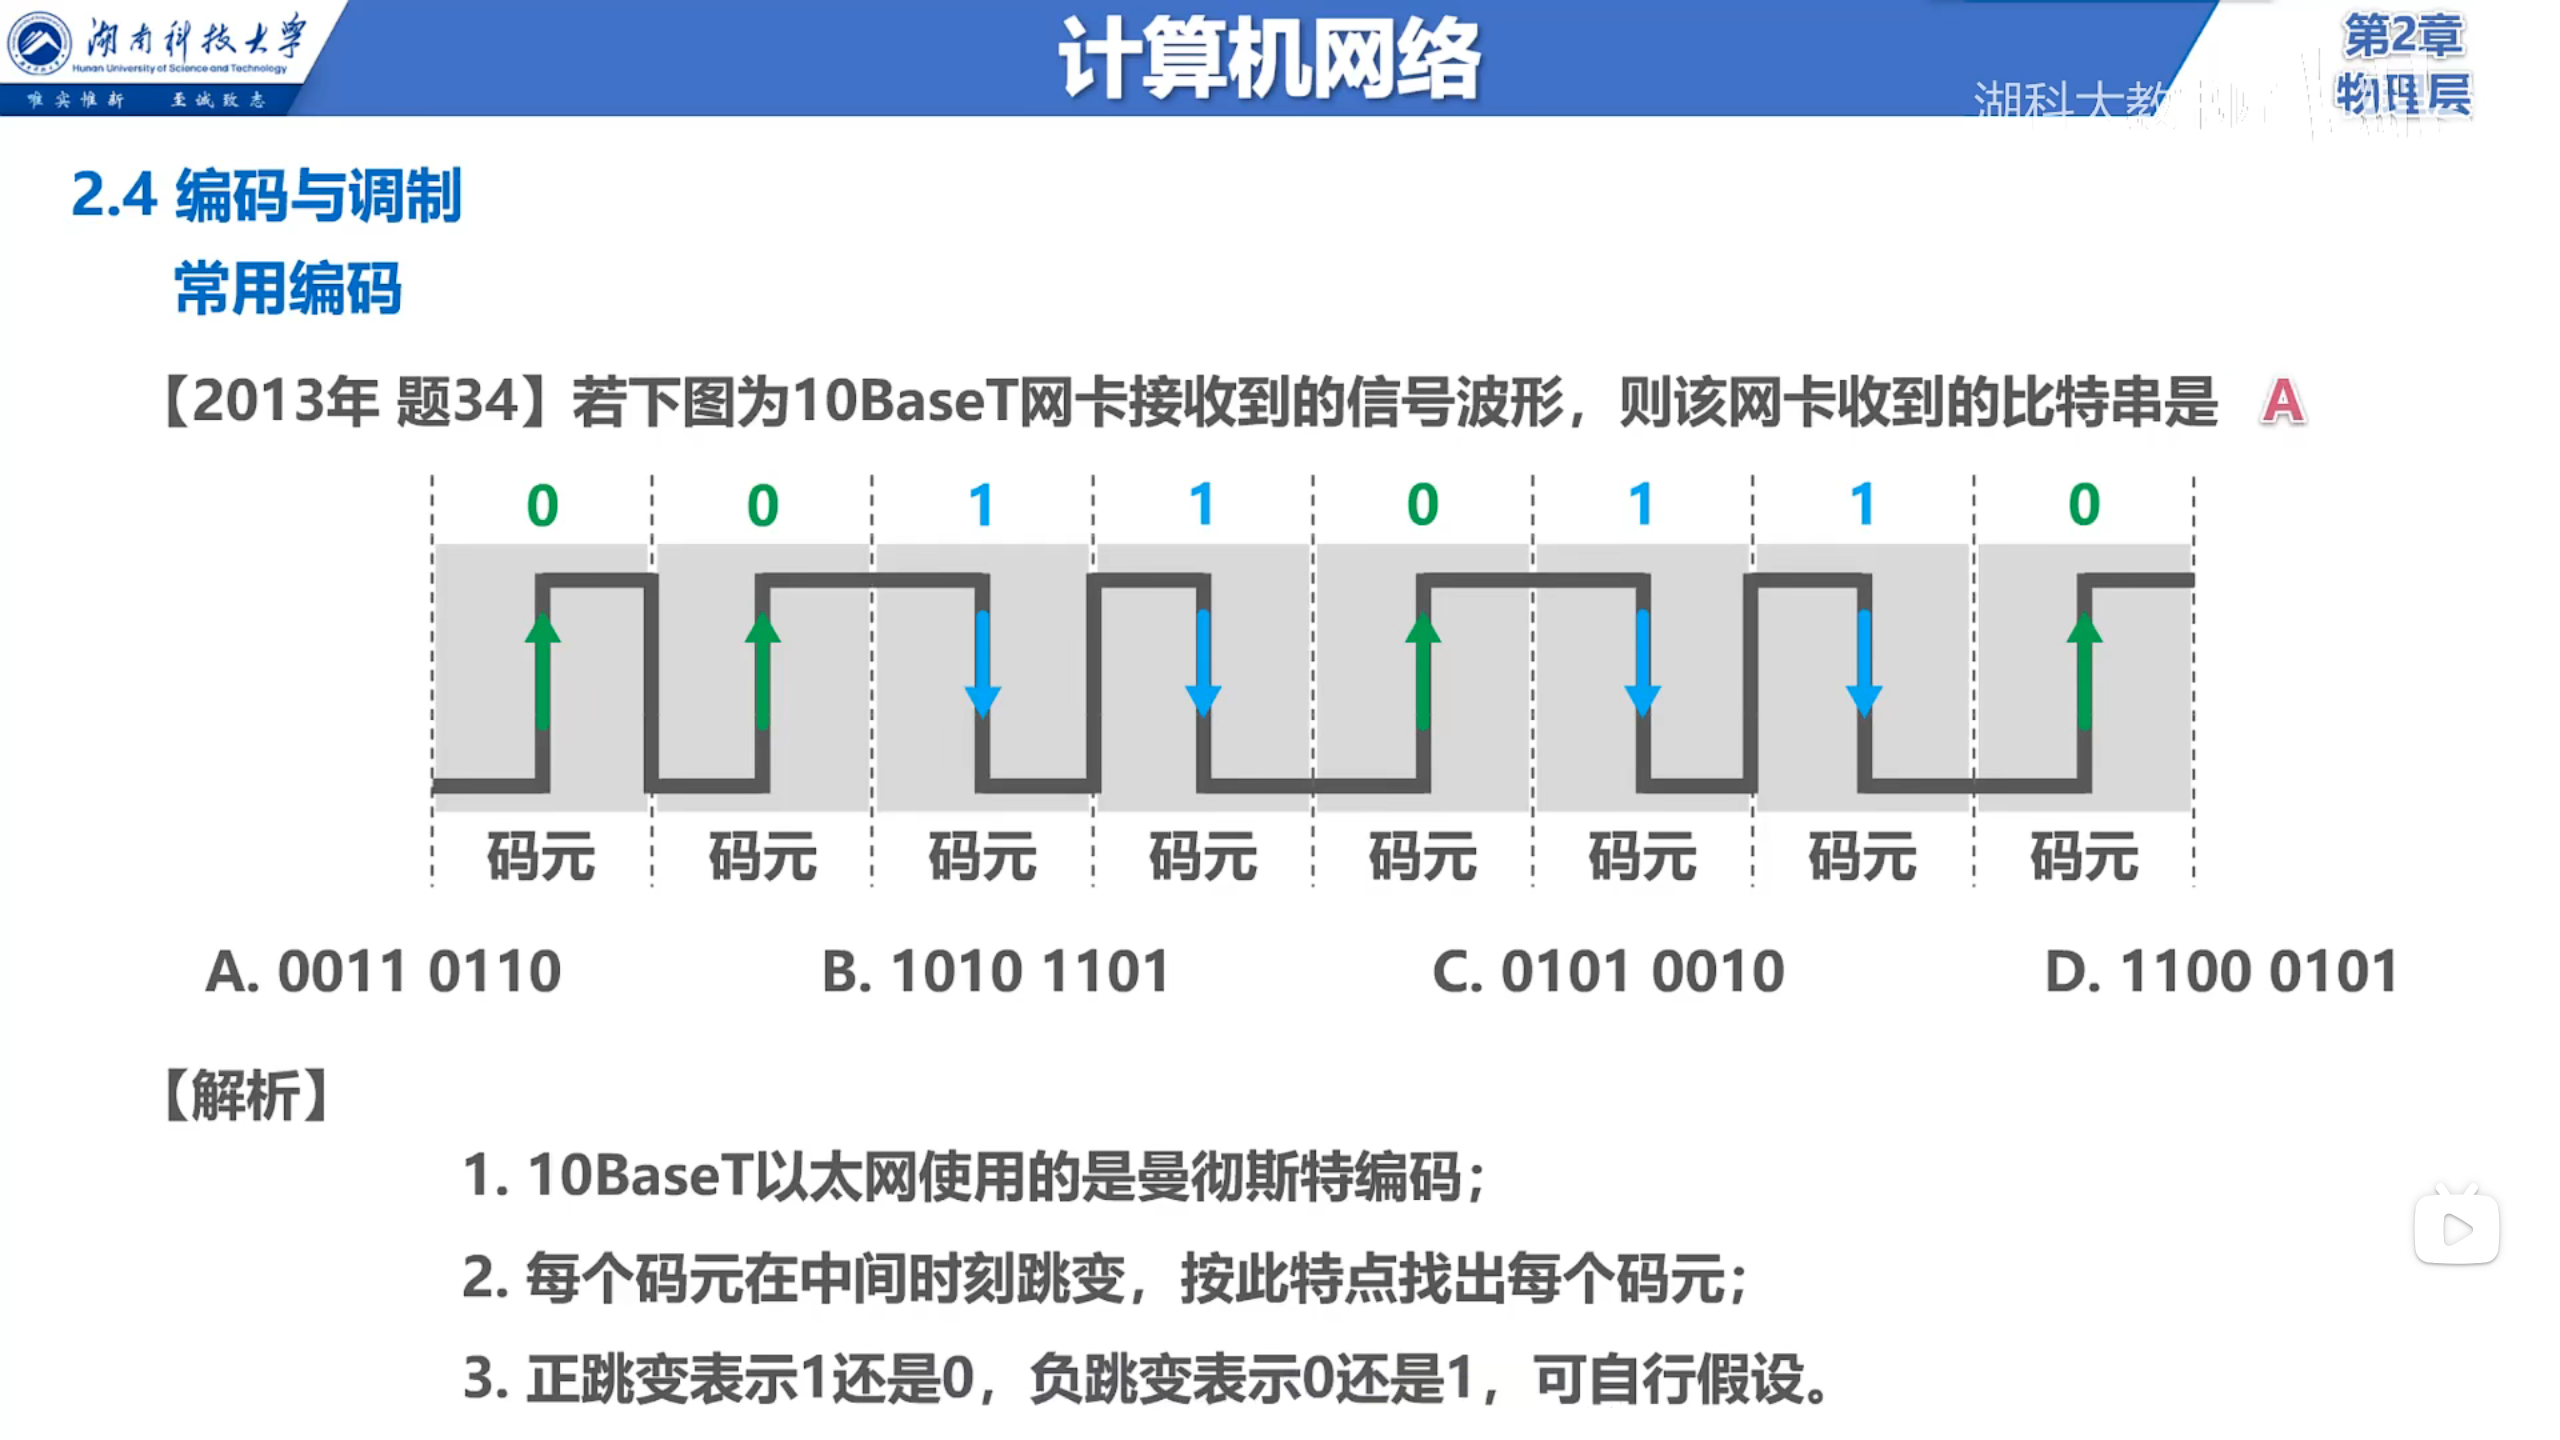 湖南科技大学
Hunan University of Science and Technology
唯实惟新 至诚致志
计算机网络
第2章
物理层
湖科大教
2.4 编码与调制
常用编码
【2013年 题34】若下图为10BaseT网卡接收到的信号波形，则该网卡收到的比特串是 A
0 0 1 1 0 1 1 0
码元 码元 码元 码元 码元 码元 码元 码元
A. 0011 0110 B. 1010 1101 C. 0101 0010 D. 1100 0101
【解析】
1. 10BaseT以太网使用的是曼彻斯特编码；
2. 每个码元在中间时刻跳变，按此特点找出每个码元；
3. 正跳变表示1还是0，负跳变表示0还是1，可自行假设。